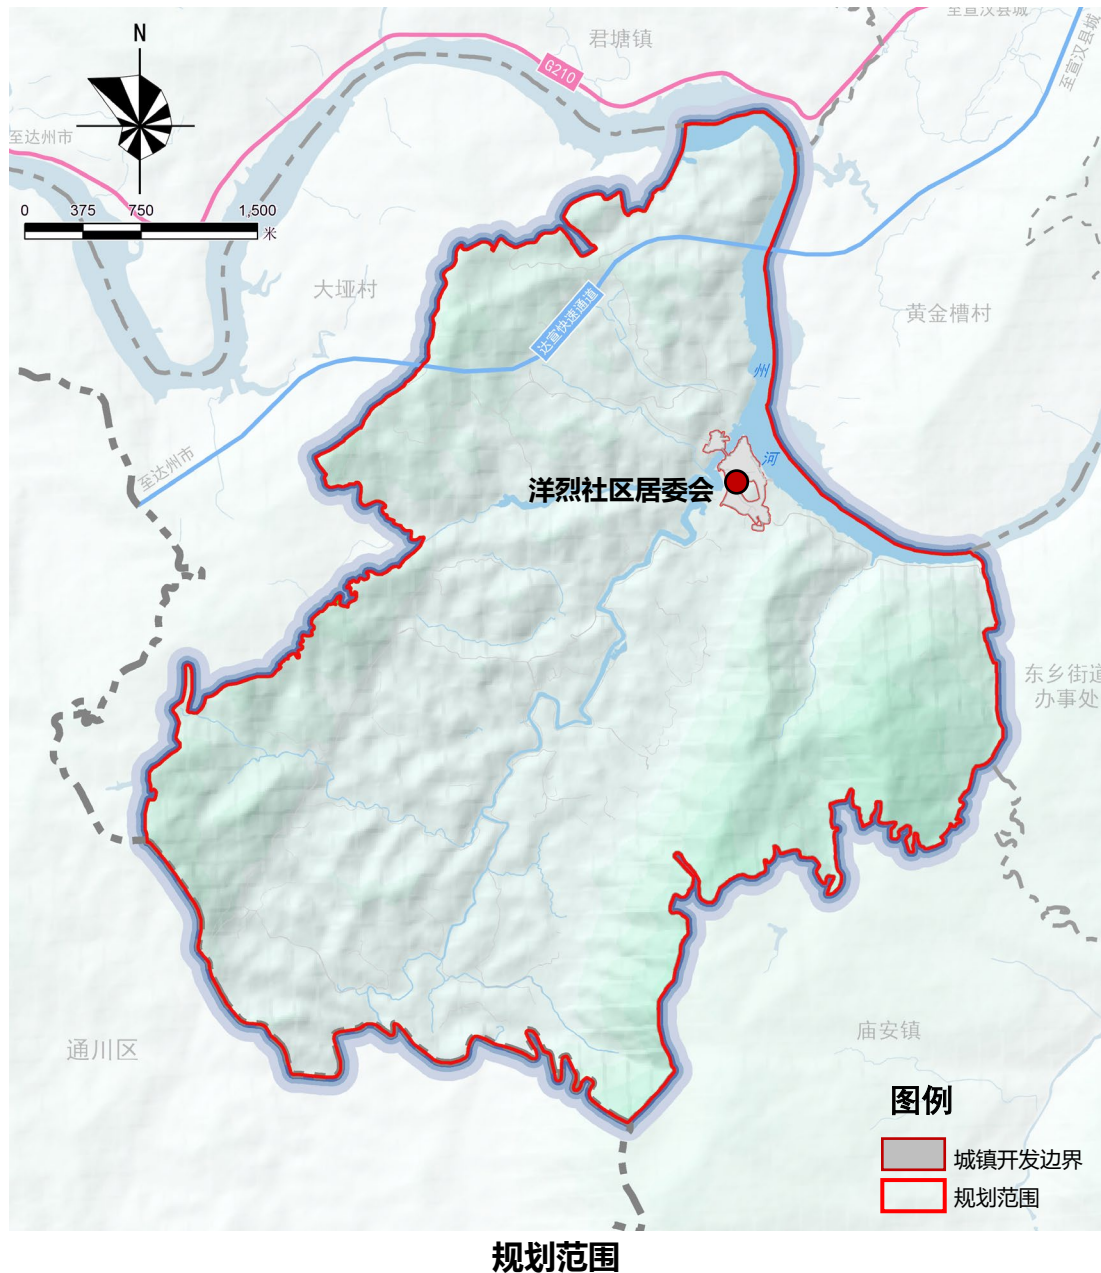 至宣汉县城
N
君塘镇
至宣汉县城
G210
至达州市
0 375 750 1,500
米
大垭村
黄金槽村
达宣快速通道
州
至达州市
河
洋烈社区居委会
东乡街道
办事处
通川区
庙安镇
图例
城镇开发边界
规划范围
规划范围